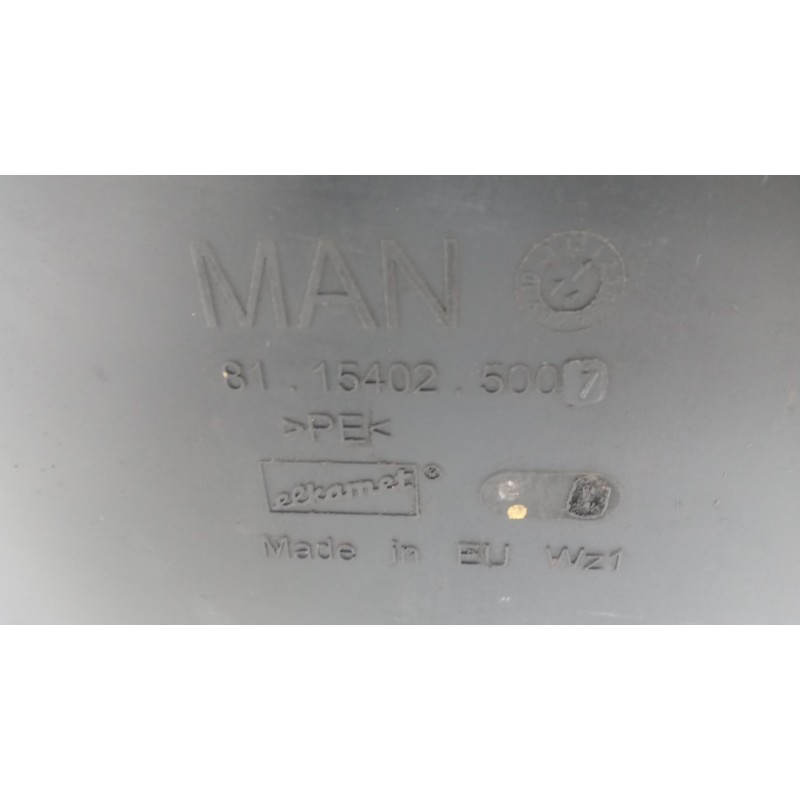 MAN
81.15402.5007
>PE<
elkamet ®
Made in EU Wz1